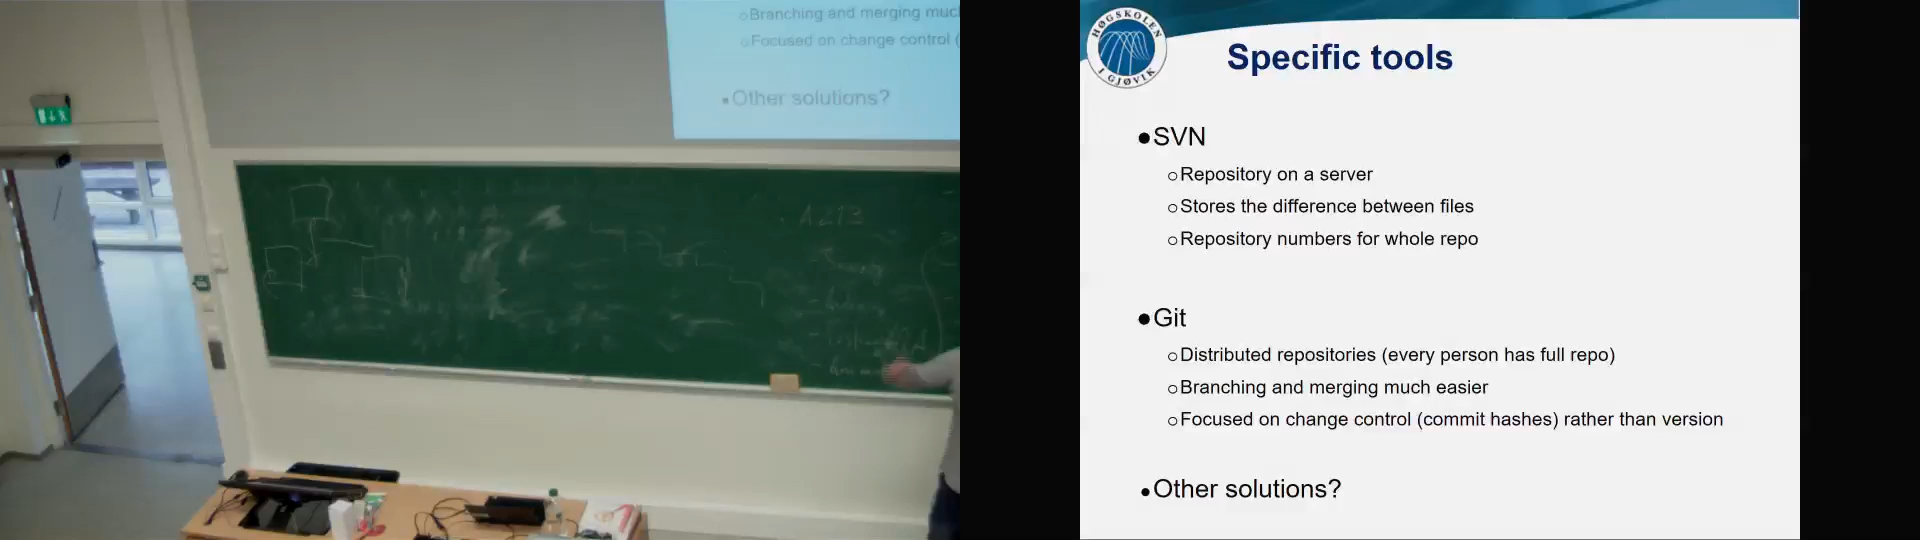 Branching and merging muc
Focused on change control (
Other solutions?
A213
HØGSKOLEN
I GJØVIK
Specific tools
SVN
Repository on a server
Stores the difference between files
Repository numbers for whole repo
Git
Distributed repositories (every person has full repo)
Branching and merging much easier
Focused on change control (commit hashes) rather than version
Other solutions?